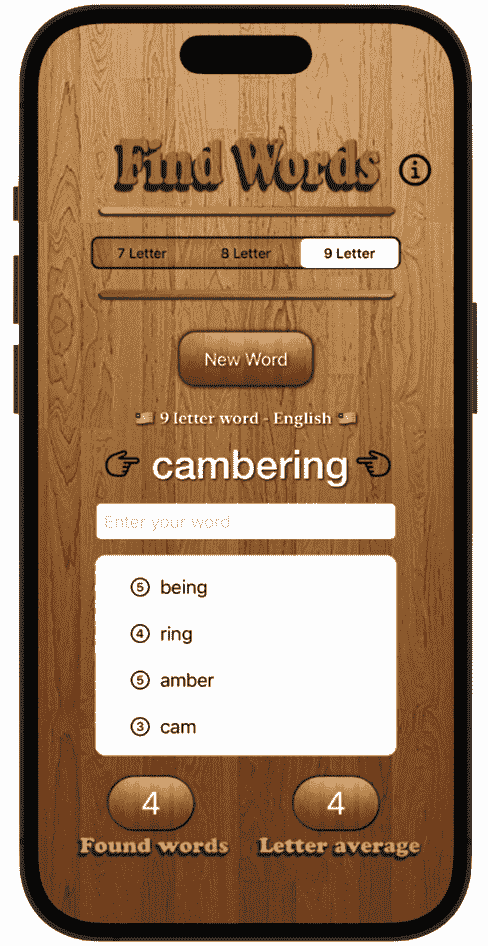 Find Words
7 Letter 8 Letter 9 Letter
New Word
9 letter word - English
cambering
Enter your word
5 being
4 ring
5 amber
3 cam
4 4
Found words Letter average